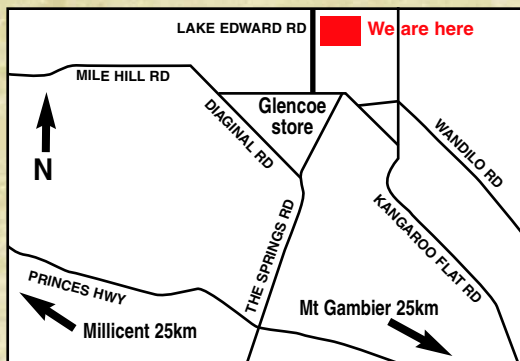 LAKE EDWARD RD
We are here
MILE HILL RD
Glencoe
store
DIAGINAL RD
WANDILO RD
N
KANGAROO FLAT RD
THE SPRINGS RD
PRINCES HWY
Mt Gambier 25km
Millicent 25km